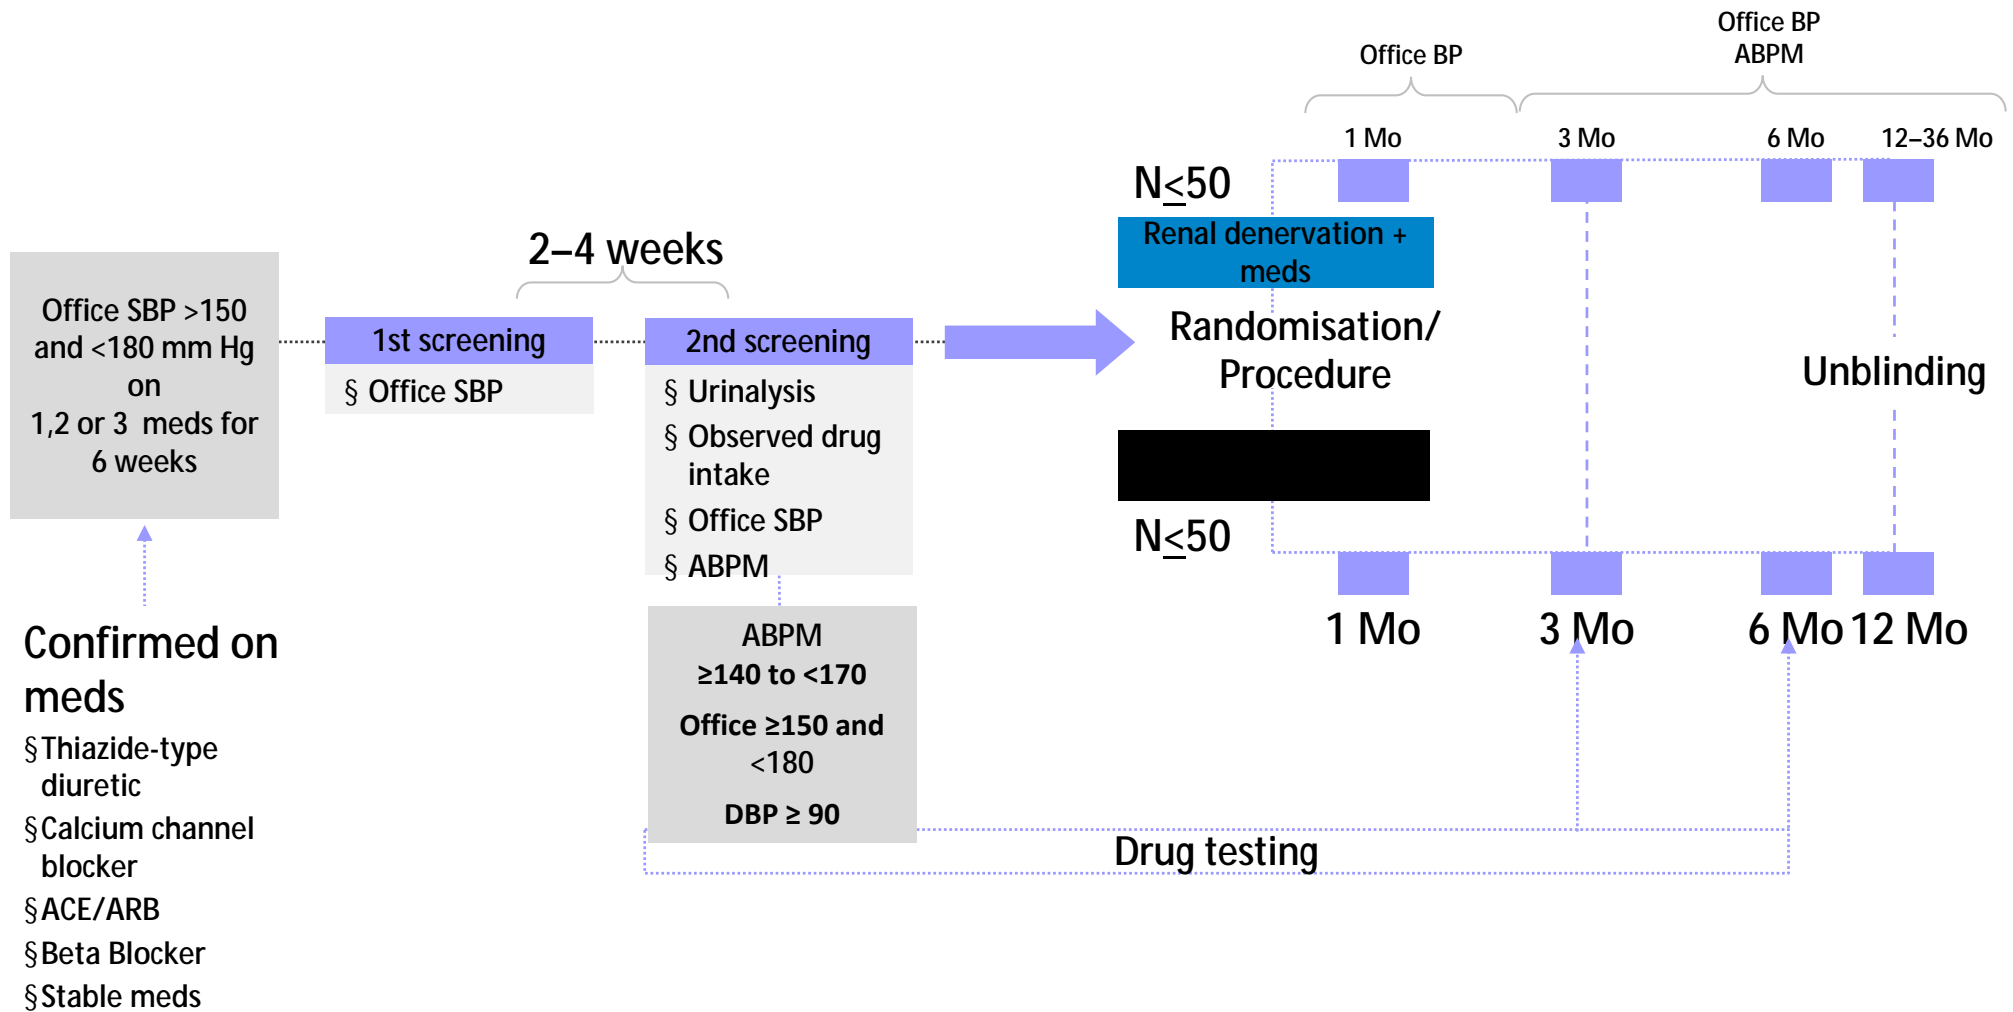 Office SBP >150
and <180 mm Hg
on
1,2 or 3 meds for
6 weeks
Confirmed on
meds
§ Thiazide-type
diuretic
§ Calcium channel
blocker
§ ACE/ARB
§ Beta Blocker
§ Stable meds
2–4 weeks
1st screening
§ Office SBP
2nd screening
§ Urinalysis
§ Observed drug
intake
§ Office SBP
§ ABPM
ABPM
≥140 to <170
Office ≥150 and
<180
DBP ≥ 90
Drug testing
Office BP
Office BP
ABPM
1 Mo
3 Mo
6 Mo
12–36 Mo
N<50
Renal denervation +
meds
Randomisation/
Procedure
Unblinding
N<50
1 Mo
3 Mo
6 Mo
12 Mo